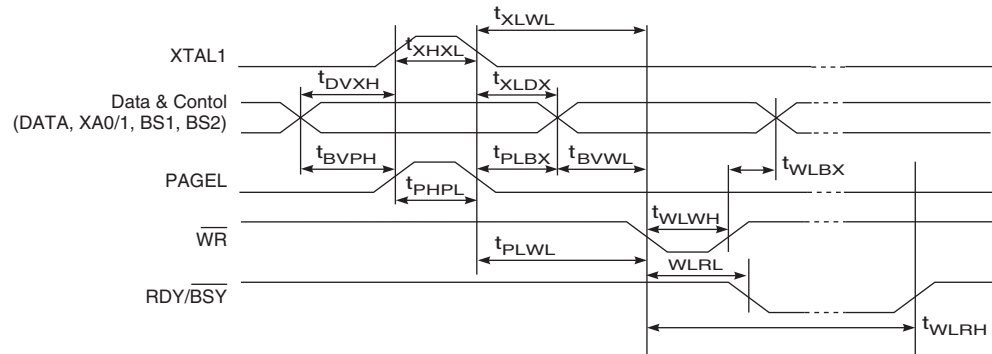 tXLWL
XTAL1
tXHXL
tDVXH
tXLDX
Data & Contol
(DATA, XA0/1, BS1, BS2)
tBVPH
tPLBX
tBVWL
tWLBX
PAGEL
tPHPL
tWLWH
WR
tPLWL
WLRL
RDY/BSY
tWLRH